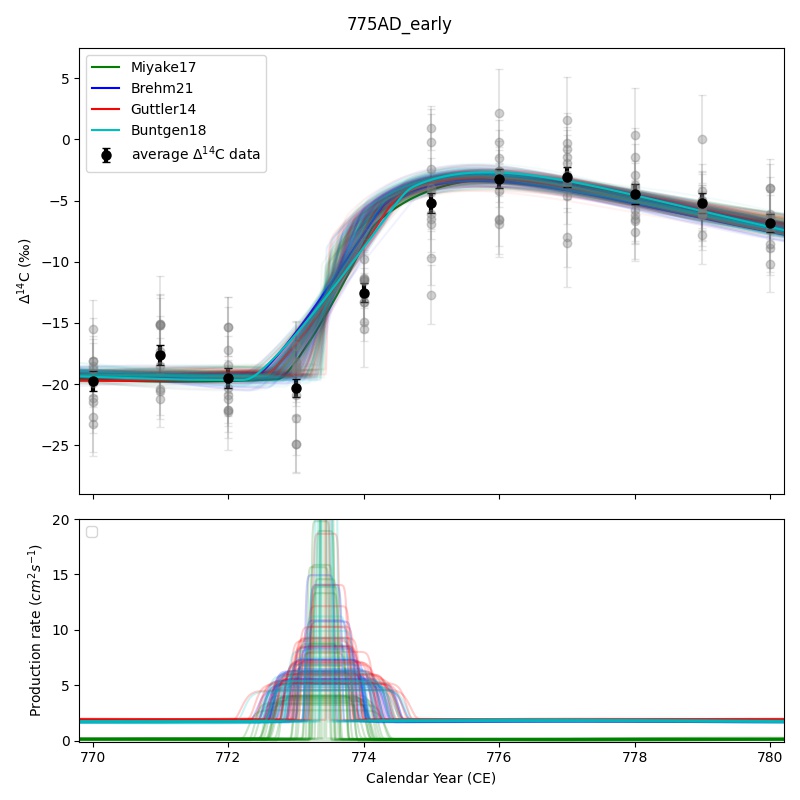 775AD_early
Miyake17
Brehm21
Guttler14
Buntgen18
average Δ¹⁴C data
Δ¹⁴C (‰)
5
0
−5
−10
−15
−20
−25
Production rate (cm²s⁻¹)
20
15
10
5
0
770
772
774
776
778
780
Calendar Year (CE)